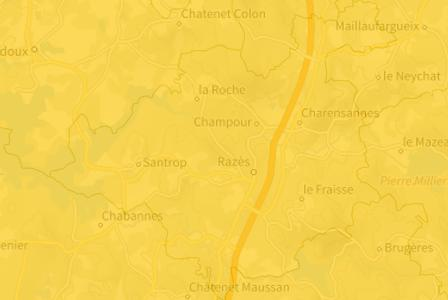 Chatenet Colon
Maillaufargueix
doux
le Neychat
la Roche
Champour
Charensannes
le Mazea
Santrop
Razès
Pierre Millier
le Fraisse
Chabannes
enier
Brugères
Châtenet Maussan